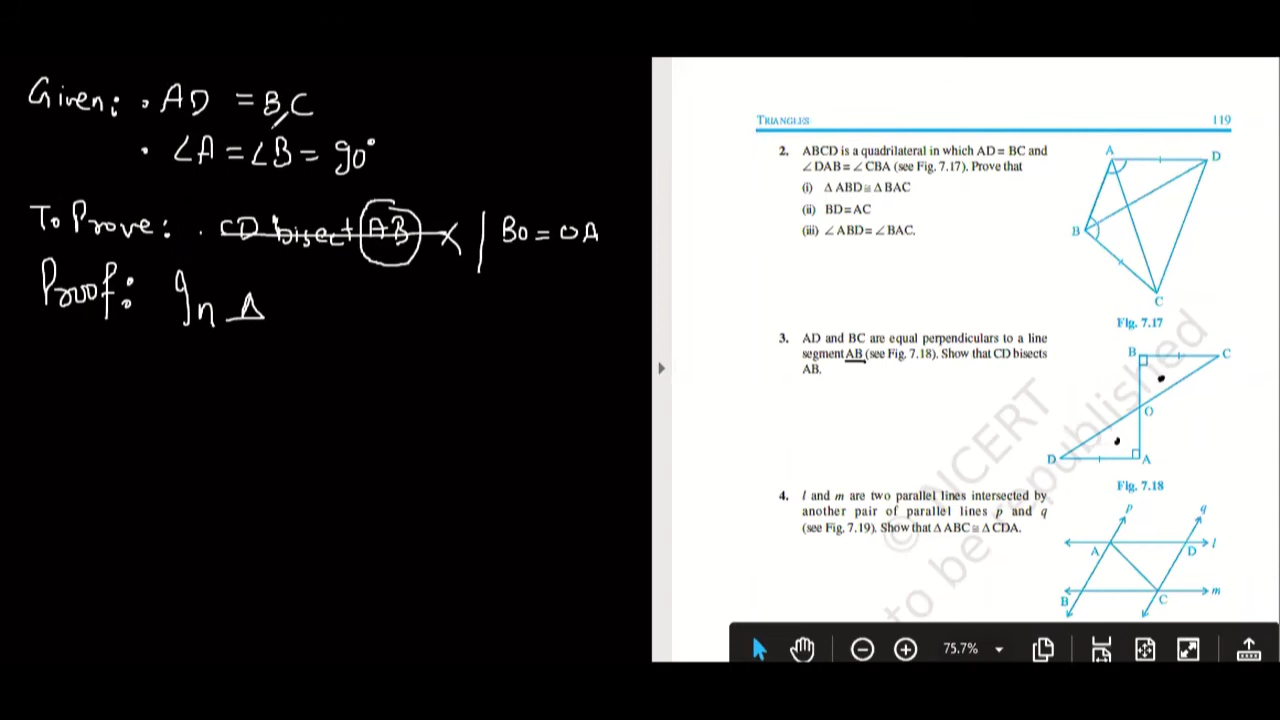 Given: . AD = B,C
. ∠A = ∠B = 90°
To Prove: . CD bisect AB X | BO = OA
Proof: In Δ
TRIANGLES 119
2. ABCD is a quadrilateral in which AD = BC and
∠ DAB = ∠ CBA (see Fig. 7.17). Prove that
(i) Δ ABD ≅ Δ BAC
(ii) BD = AC
(iii) ∠ ABD = ∠ BAC.
A
D
B
C
Fig. 7.17
3. AD and BC are equal perpendiculars to a line
segment AB (see Fig. 7.18). Show that CD bisects
AB.
B
C
O
D
A
Fig. 7.18
4. l and m are two parallel lines intersected by
another pair of parallel lines p and q
(see Fig. 7.19). Show that Δ ABC ≅ Δ CDA.
p
q
A
D
l
B
C
m
© NCERT
to be republished
75.7%